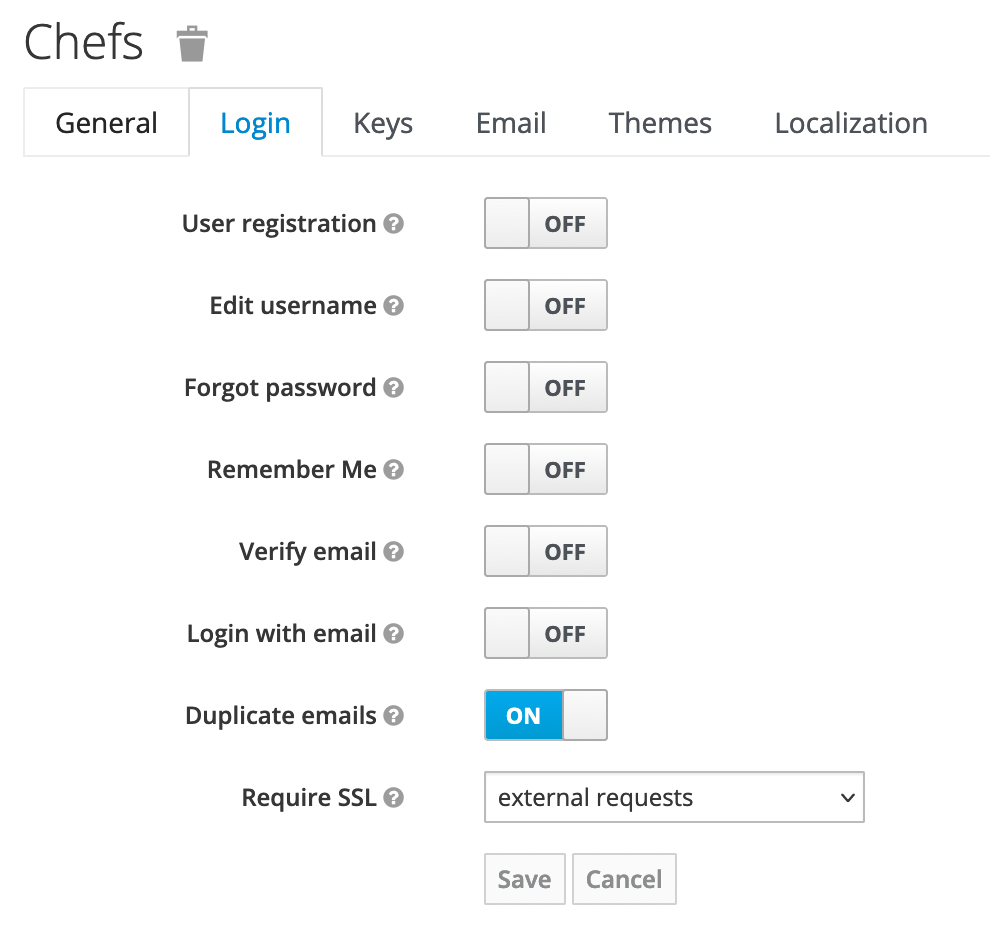 Chefs
General Login Keys Email Themes Localization
User registration ? OFF
Edit username ? OFF
Forgot password ? OFF
Remember Me ? OFF
Verify email ? OFF
Login with email ? OFF
Duplicate emails ? ON
Require SSL ? external requests
Save Cancel